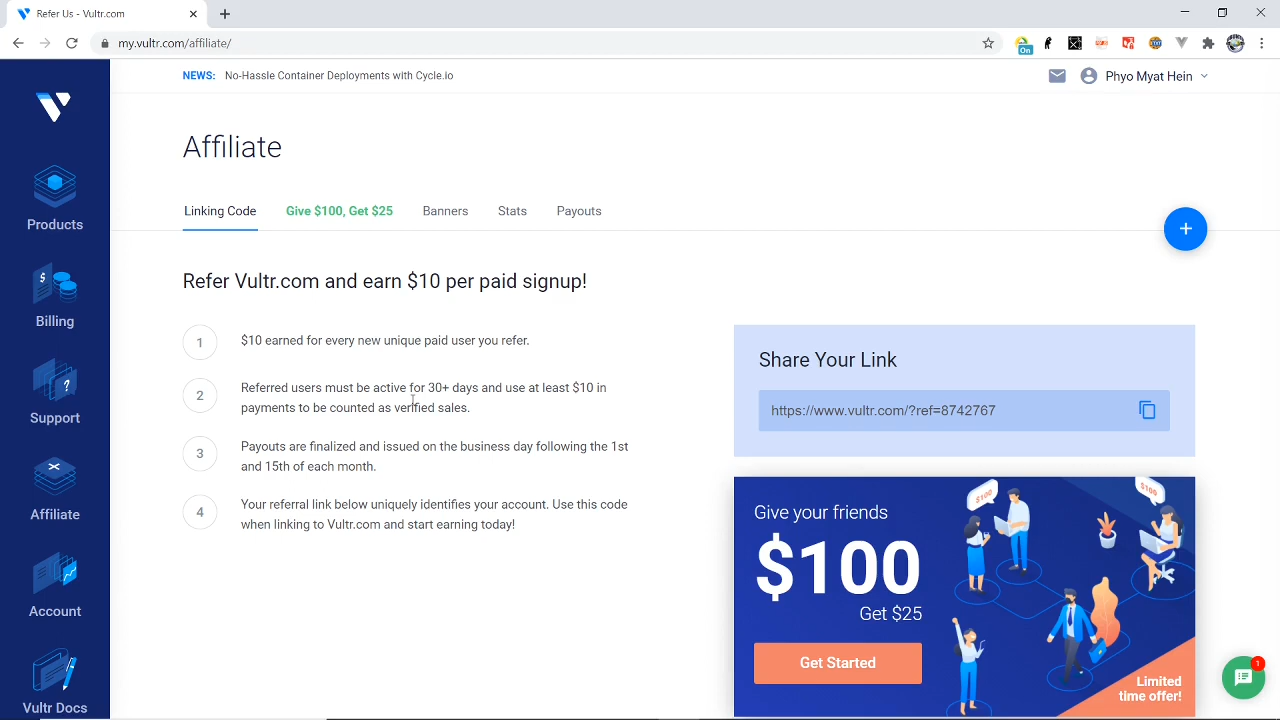 Refer Us - Vultr.com
my.vultr.com/affiliate/
On
NEWS: No-Hassle Container Deployments with Cycle.io
Phyo Myat Hein
Products
Billing
Support
Affiliate
Account
Vultr Docs
Affiliate
Linking Code
Give $100, Get $25
Banners
Stats
Payouts
+
Refer Vultr.com and earn $10 per paid signup!
1 $10 earned for every new unique paid user you refer.
2 Referred users must be active for 30+ days and use at least $10 in
payments to be counted as verified sales.
3 Payouts are finalized and issued on the business day following the 1st
and 15th of each month.
4 Your referral link below uniquely identifies your account. Use this code
when linking to Vultr.com and start earning today!
Share Your Link
https://www.vultr.com/?ref=8742767
Give your friends
$100
Get $25
Get Started
$100
$100
Limited
time offer!
1